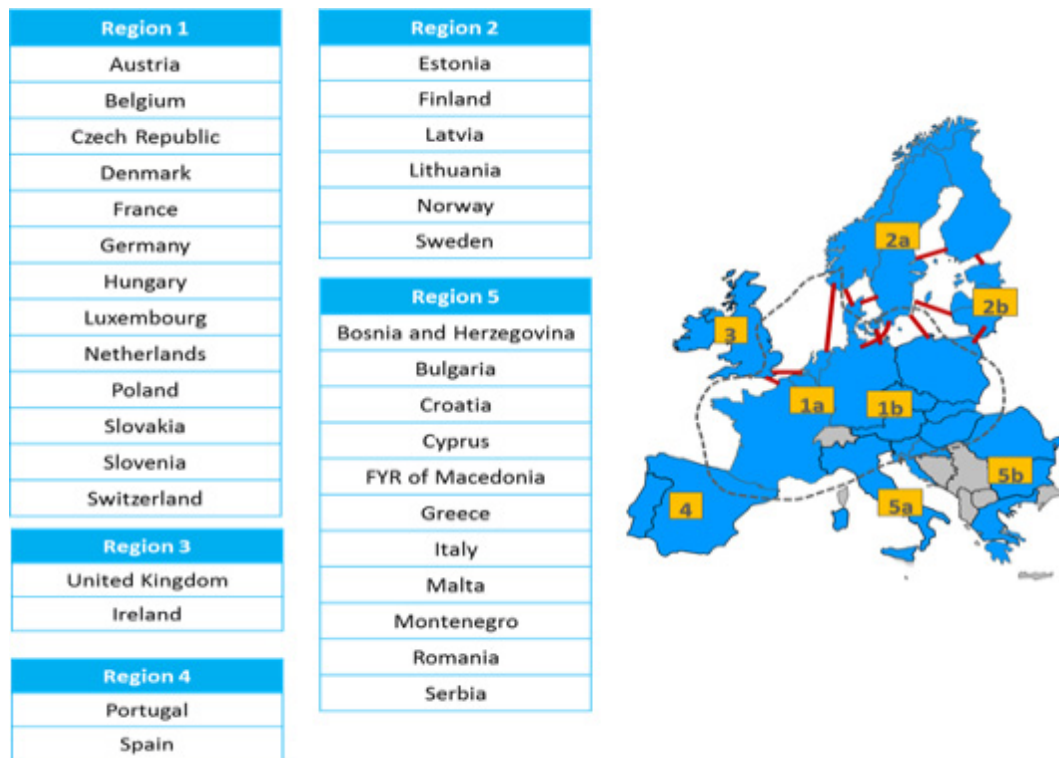 Region 1
Austria
Belgium
Czech Republic
Denmark
France
Germany
Hungary
Luxembourg
Netherlands
Poland
Slovakia
Slovenia
Switzerland
Region 3
United Kingdom
Ireland
Region 4
Portugal
Spain
Region 2
Estonia
Finland
Latvia
Lithuania
Norway
Sweden
Region 5
Bosnia and Herzegovina
Bulgaria
Croatia
Cyprus
FYR of Macedonia
Greece
Italy
Malta
Montenegro
Romania
Serbia
2a
2b
3
1a
1b
5b
4
5a